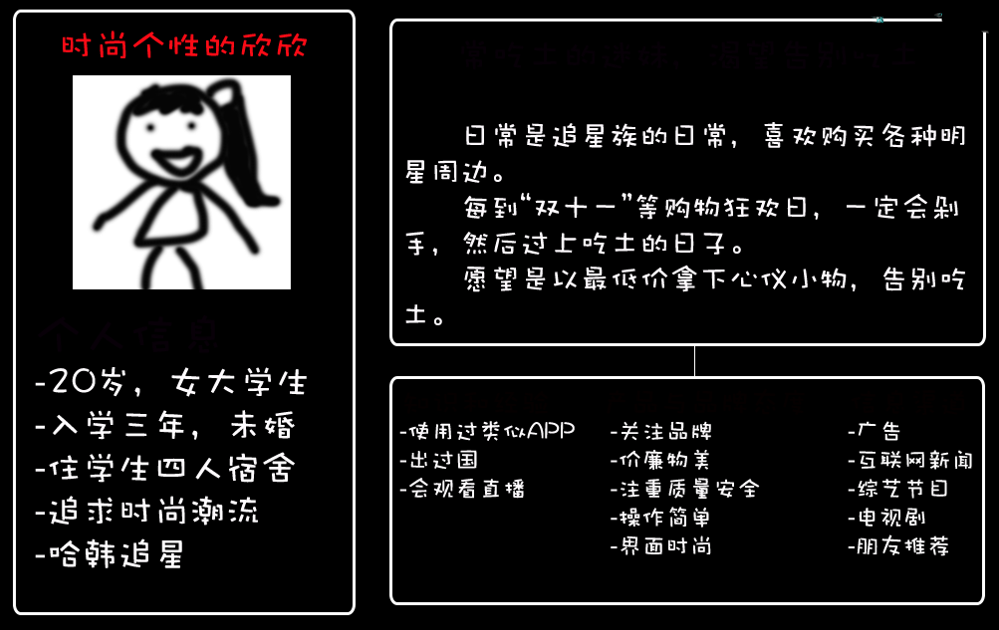 时尚个性的欣欣
个人信息
-20岁，女大学生
-入学三年，未婚
-住学生四人宿舍
-追求时尚潮流
-哈韩追星
日常是追星族的日常，喜欢购买各种明
星周边。
每到“双十一”等购物狂欢日，一定会剁
手，然后过上吃土的日子。
愿望是以最低价拿下心仪小物，告别吃
土。
-使用过类似APP
-出过国
-会观看直播
-关注品牌
-价廉物美
-注重质量安全
-操作简单
-界面时尚
-广告
-互联网新闻
-综艺节目
-电视剧
-朋友推荐